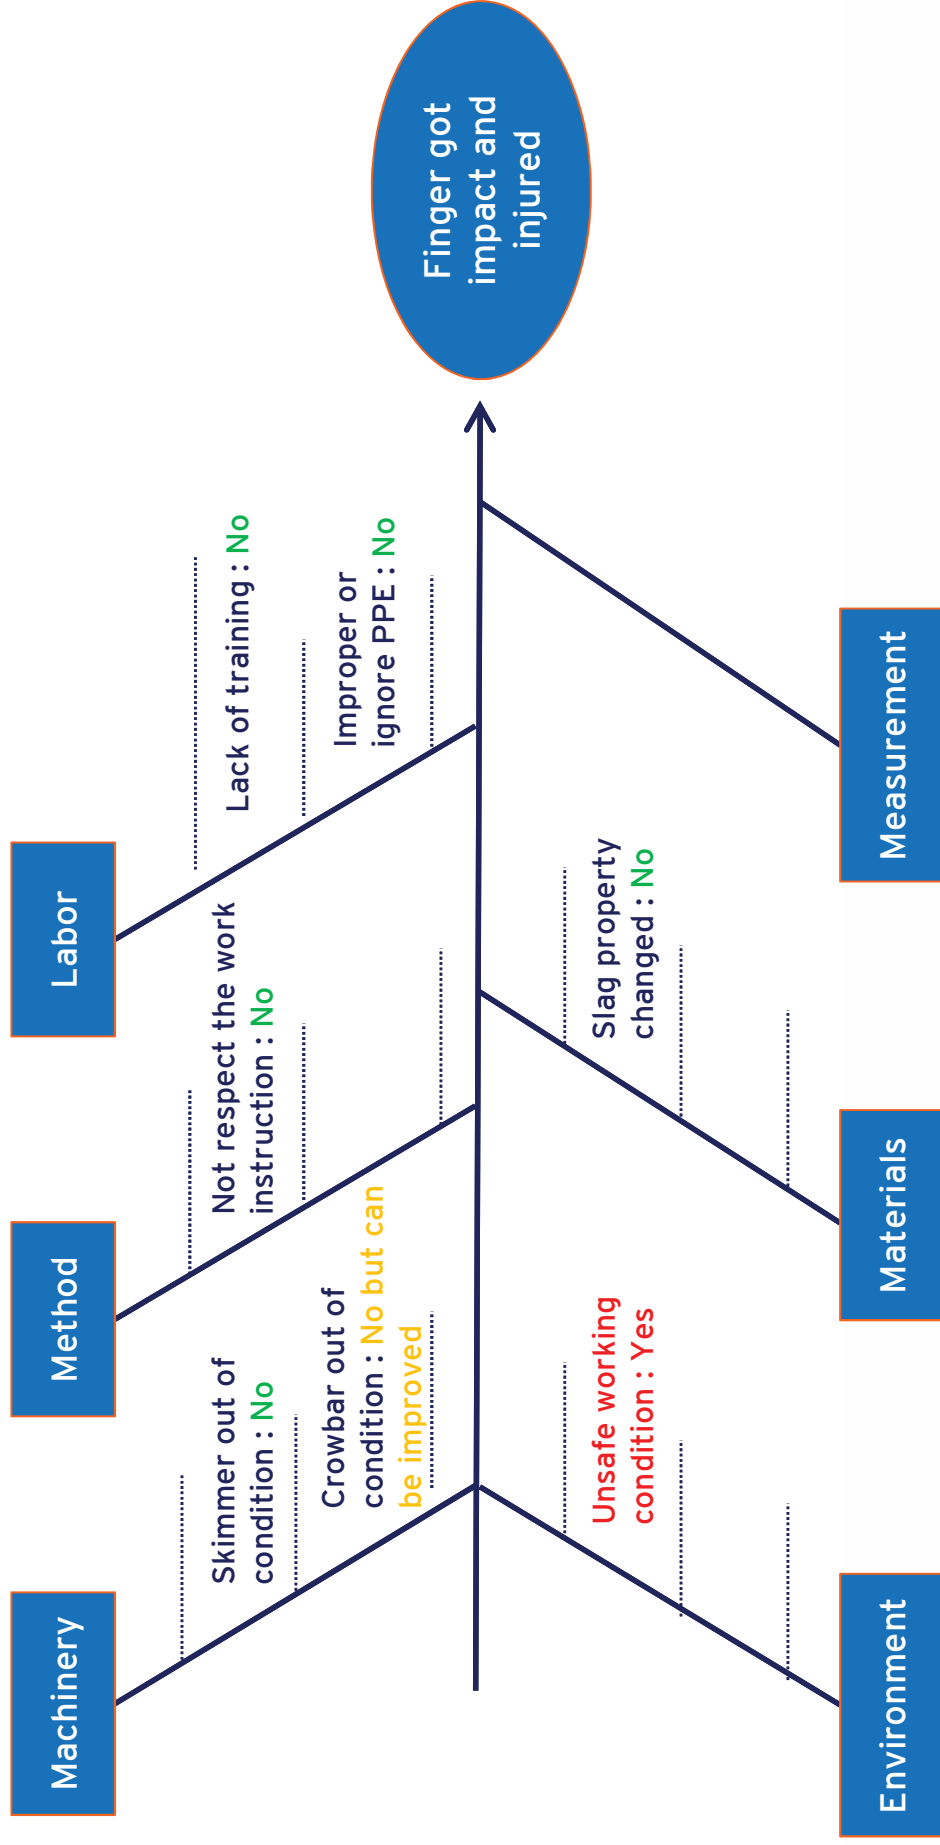 Machinery
Method
Labor
Skimmer out of
condition : No
Crowbar out of
condition : No but can
be improved
Not respect the work
instruction : No
Lack of training : No
Improper or
ignore PPE : No
Finger got
impact and
injured
Unsafe working
condition : Yes
Slag property
changed : No
Environment
Materials
Measurement